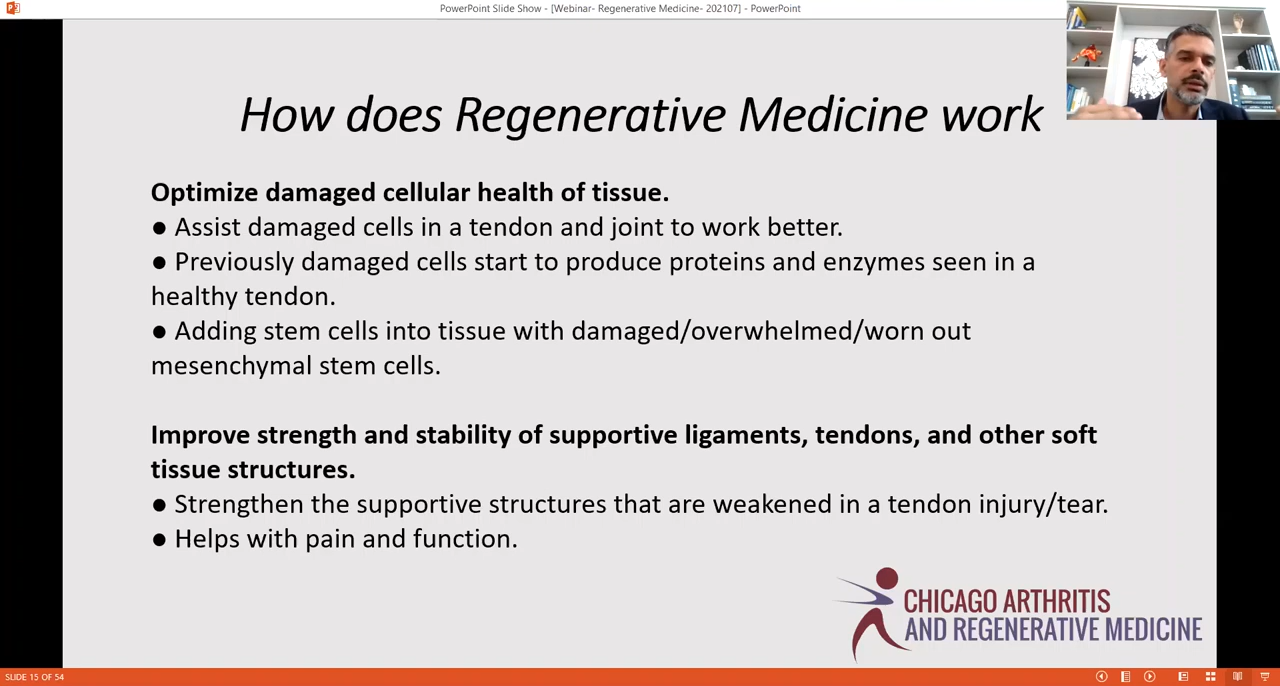 PowerPoint Slide Show - [Webinar- Regenerative Medicine- 202107] - PowerPoint
How does Regenerative Medicine work
Optimize damaged cellular health of tissue.
● Assist damaged cells in a tendon and joint to work better.
● Previously damaged cells start to produce proteins and enzymes seen in a
healthy tendon.
● Adding stem cells into tissue with damaged/overwhelmed/worn out
mesenchymal stem cells.
Improve strength and stability of supportive ligaments, tendons, and other soft
tissue structures.
● Strengthen the supportive structures that are weakened in a tendon injury/tear.
● Helps with pain and function.
CHICAGO ARTHRITIS
AND REGENERATIVE MEDICINE
SLIDE 15 OF 54